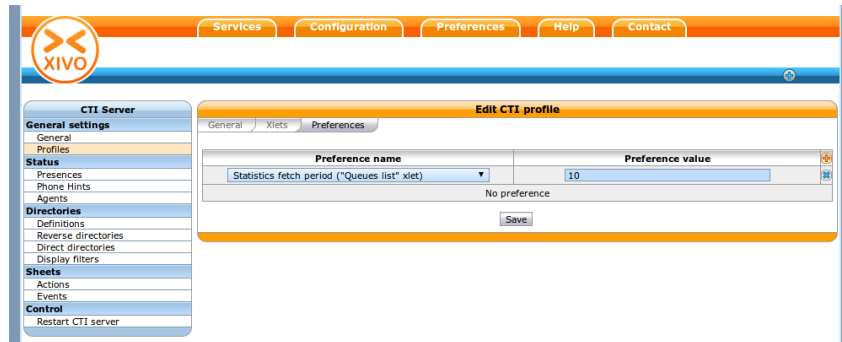 Services Configuration Preferences Help Contact
XIVO
CTI Server
General settings
General
Profiles
Status
Presences
Phone Hints
Agents
Directories
Definitions
Reverse directories
Direct directories
Display filters
Sheets
Actions
Events
Control
Restart CTI server
Edit CTI profile
General Xlets Preferences
Preference name Preference value
Statistics fetch period ("Queues list" xlet) 10
No preference
Save